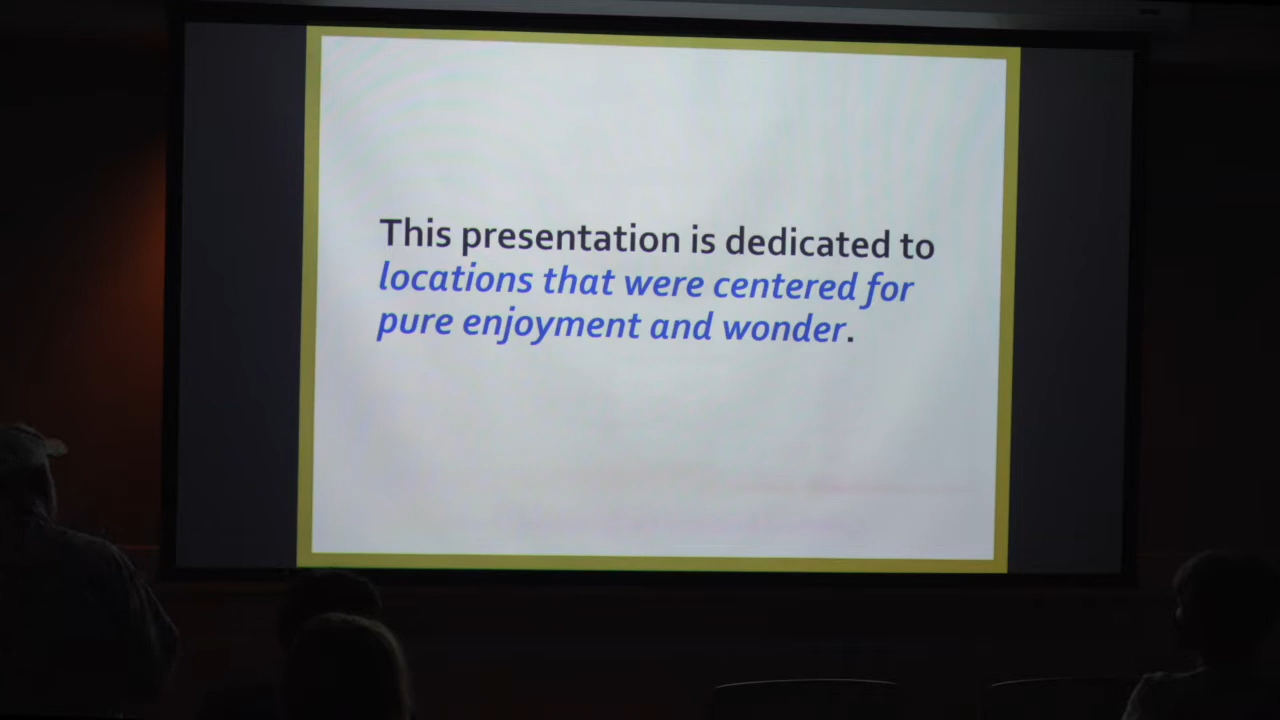 This presentation is dedicated to
locations that were centered for
pure enjoyment and wonder.